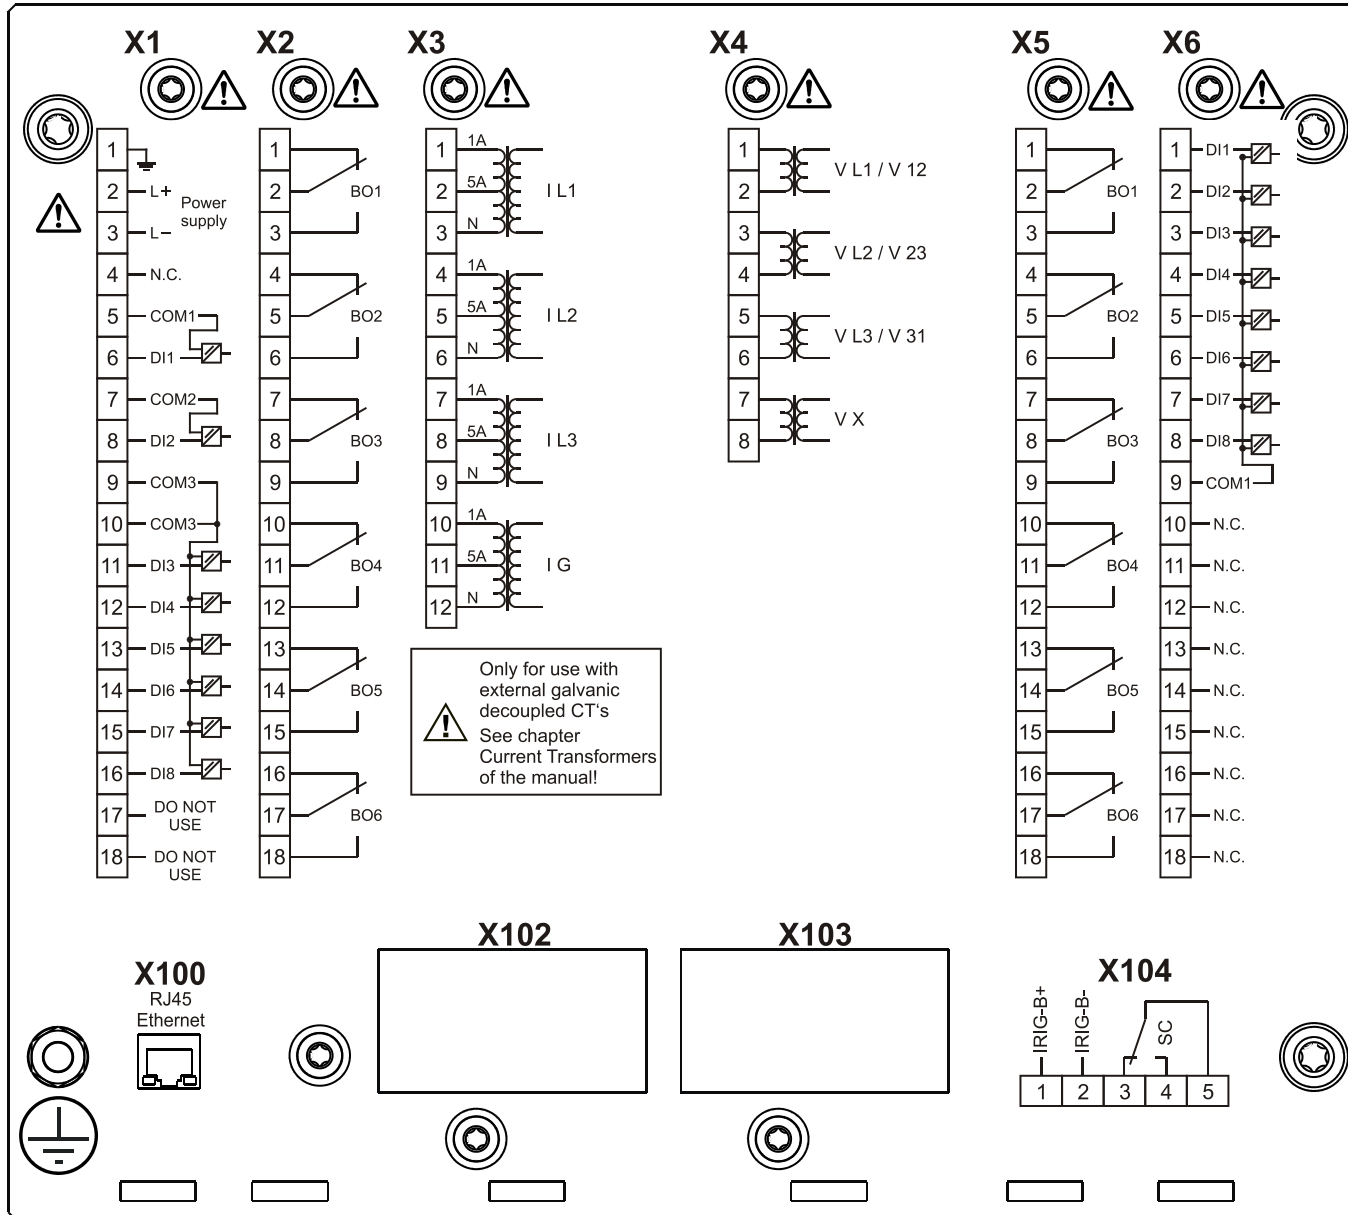 X1
X2
X3
X4
X5
X6
1
2 L+
Power
supply
3 L−
4 N.C.
5 COM1
6 DI1
7 COM2
8 DI2
9 COM3
10 COM3
11 DI3
12 DI4
13 DI5
14 DI6
15 DI7
16 DI8
17 DO NOT
USE
18 DO NOT
USE
1
2 BO1
3
4
5 BO2
6
7
8 BO3
9
10
11 BO4
12
13
14 BO5
15
16
17 BO6
18
1 1A
2 5A I L1
3 N
4 1A
5 5A I L2
6 N
7 1A
8 5A I L3
9 N
10 1A
11 5A I G
12 N
Only for use with
external galvanic
decoupled CT‘s
See chapter
Current Transformers
of the manual!
1
V L1 / V 12
2
3
V L2 / V 23
4
5
V L3 / V 31
6
7
V X
8
1
2 BO1
3
4
5 BO2
6
7
8 BO3
9
10
11 BO4
12
13
14 BO5
15
16
17 BO6
18
1 DI1
2 DI2
3 DI3
4 DI4
5 DI5
6 DI6
7 DI7
8 DI8
9 COM1
10 N.C.
11 N.C.
12 N.C.
13 N.C.
14 N.C.
15 N.C.
16 N.C.
17 N.C.
18 N.C.
X100
RJ45
Ethernet
X102
X103
X104
IRIG-B+
IRIG-B-
SC
1 2 3 4 5